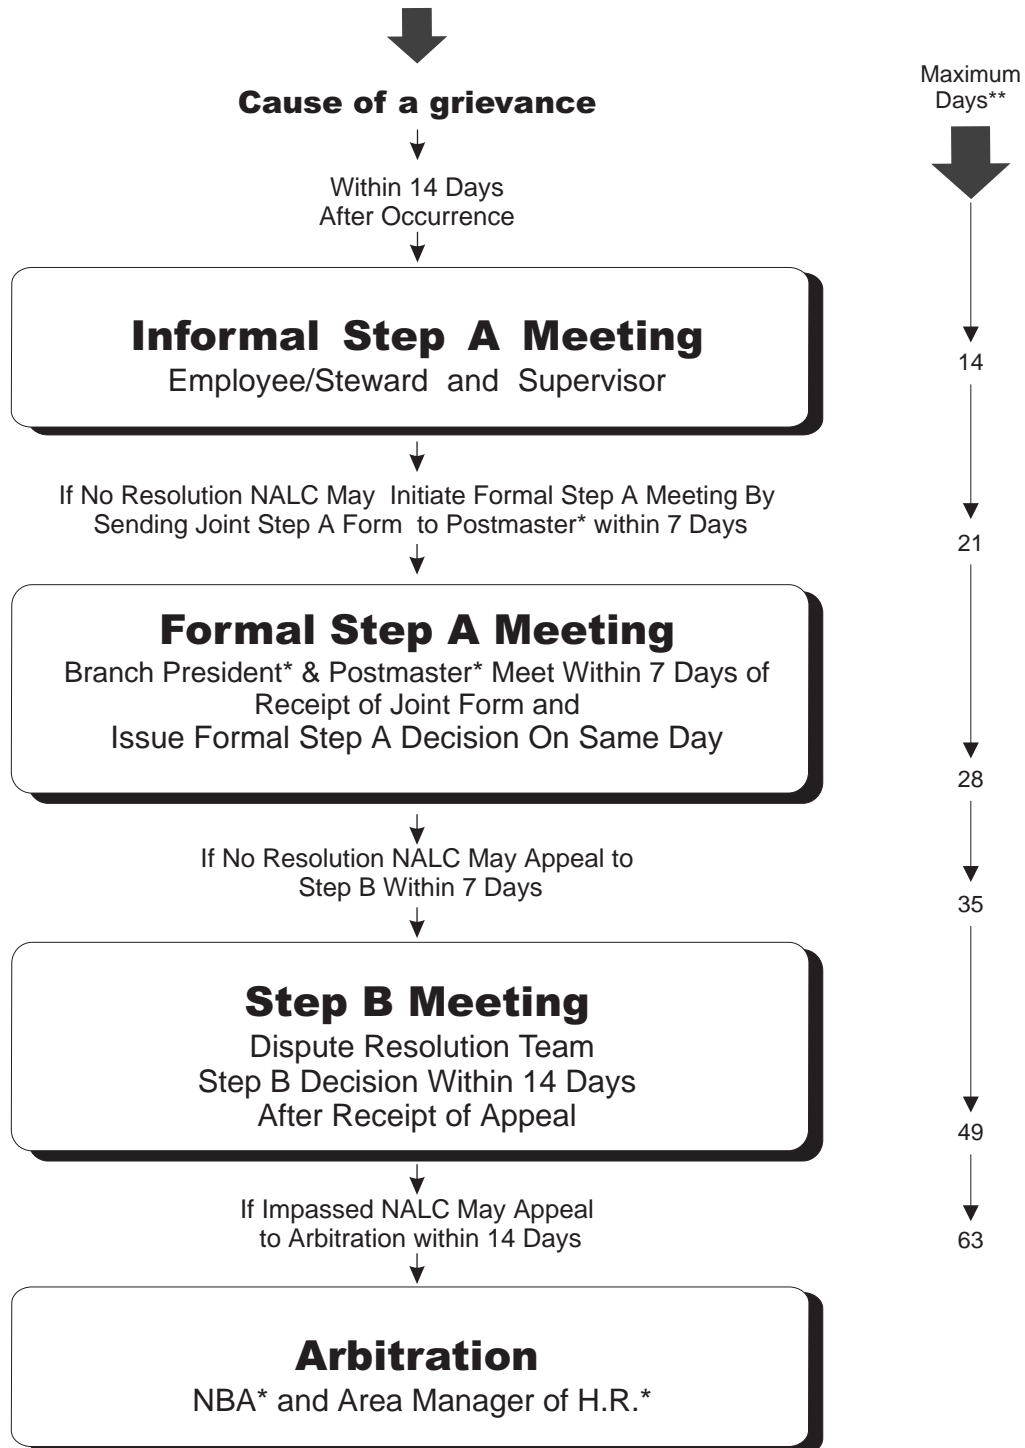 Maximum
Days**
Cause of a grievance
Within 14 Days
After Occurrence
Informal Step A Meeting
Employee/Steward and Supervisor
14
If No Resolution NALC May Initiate Formal Step A Meeting By
Sending Joint Step A Form to Postmaster* within 7 Days
21
Formal Step A Meeting
Branch President* & Postmaster* Meet Within 7 Days of
Receipt of Joint Form and
Issue Formal Step A Decision On Same Day
28
If No Resolution NALC May Appeal to
Step B Within 7 Days
35
Step B Meeting
Dispute Resolution Team
Step B Decision Within 14 Days
After Receipt of Appeal
49
If Impassed NALC May Appeal
to Arbitration within 14 Days
63
Arbitration
NBA* and Area Manager of H.R.*